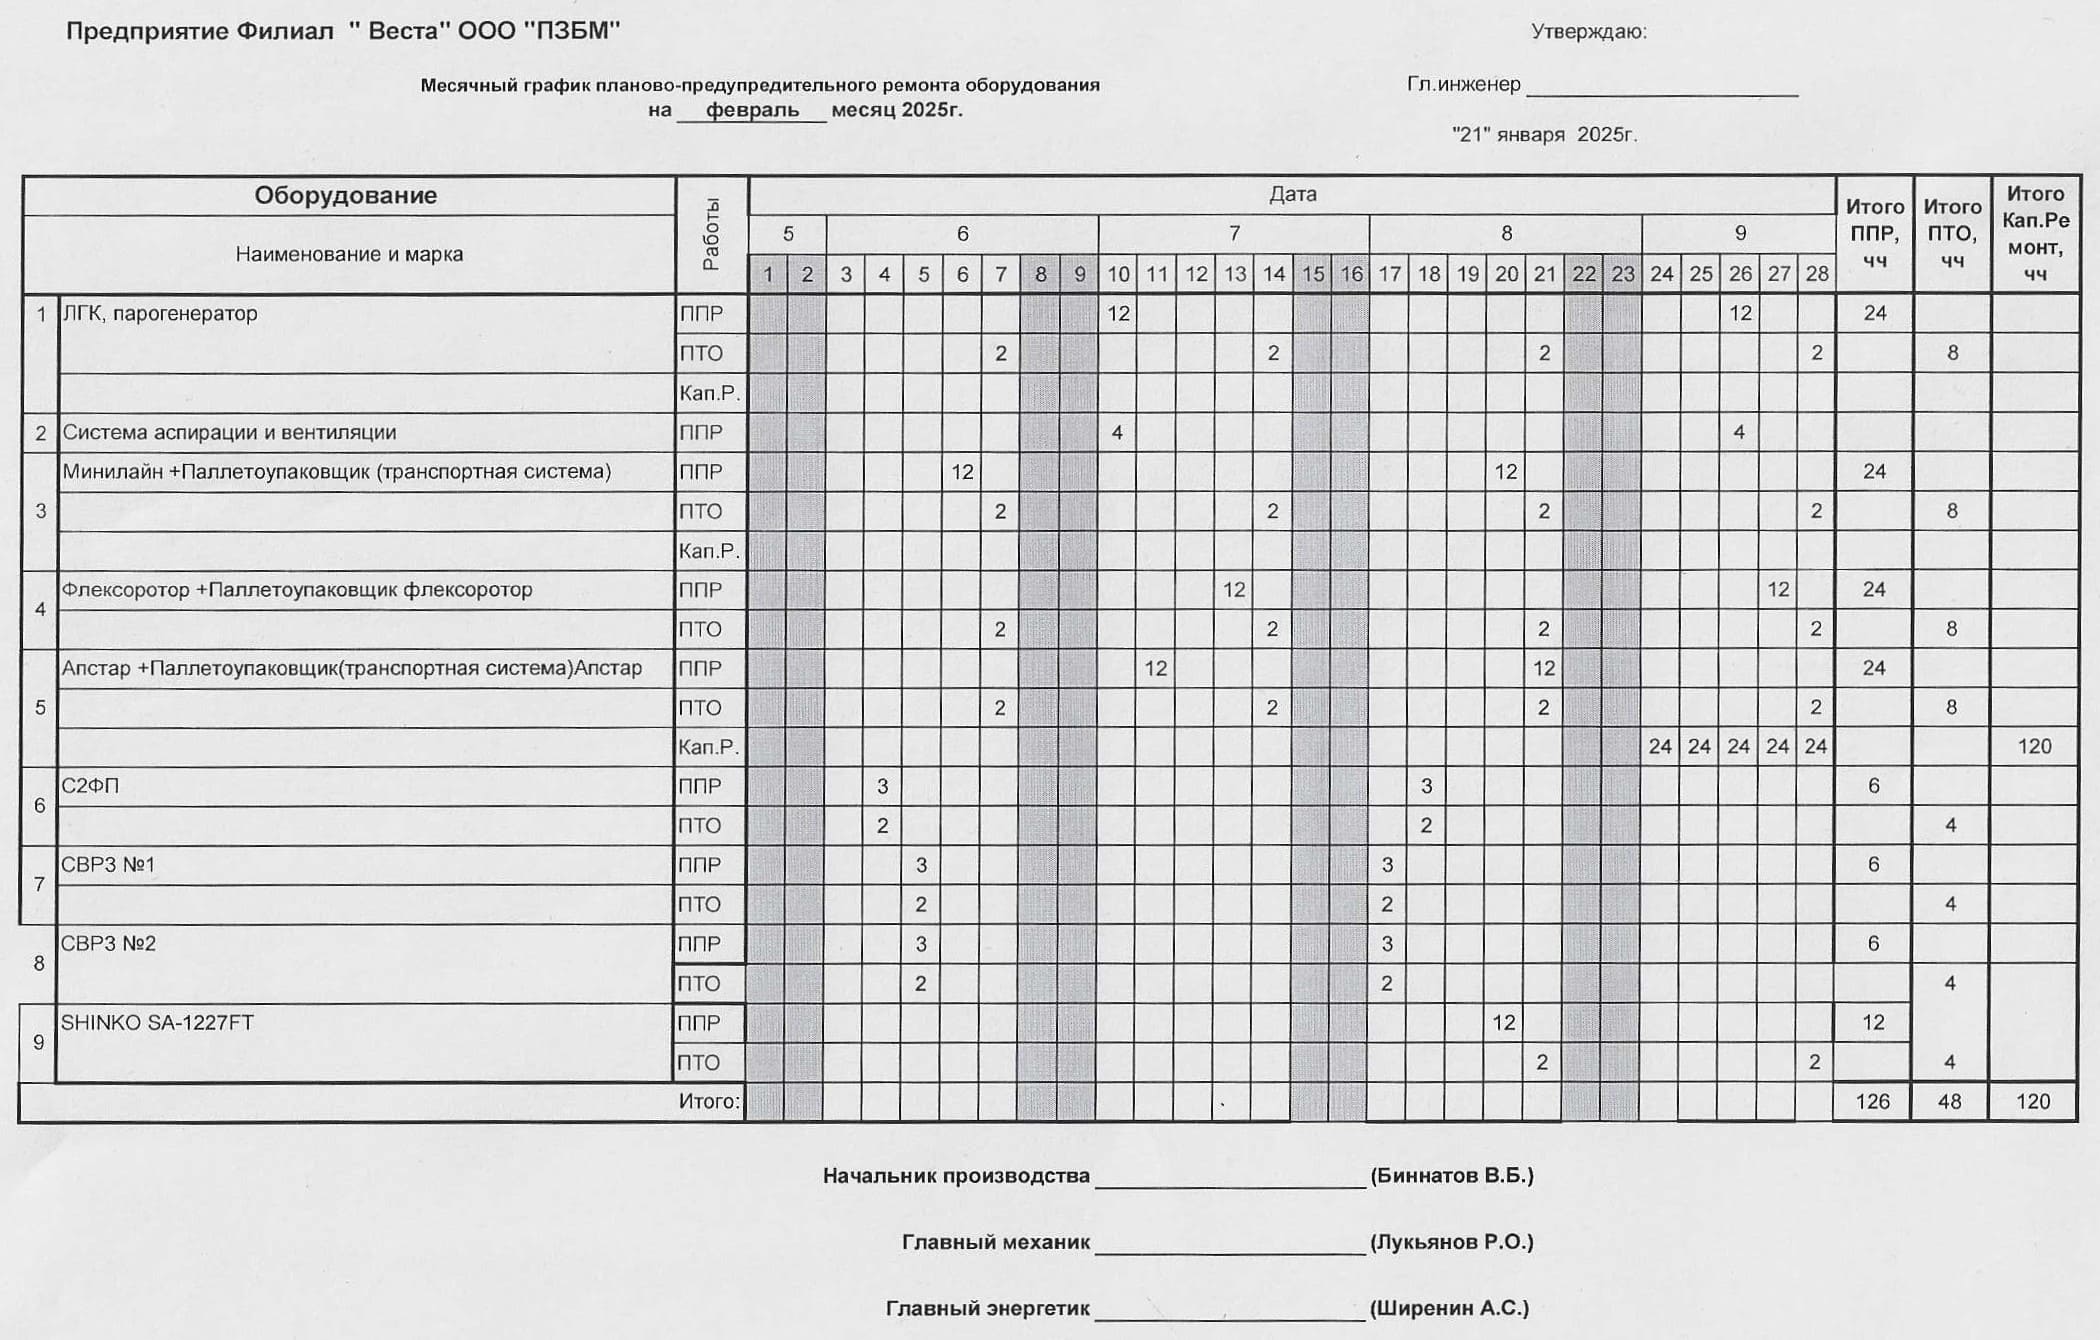 Предприятие Филиал " Веста" ООО "ПЗБМ"
Утверждаю:
Месячный график планово-предупредительного ремонта оборудования
Гл.инженер
на февраль месяц 2025г.
"21" января 2025г.
Оборудование
Работы
Дата
Итого ППР, чч
Итого ПТО, чч
Итого Кап.Ре монт, чч
Наименование и марка
5 6 7 8 9
1 2 3 4 5 6 7 8 9 10 11 12 13 14 15 16 17 18 19 20 21 22 23 24 25 26 27 28
1 ЛГК, парогенератор ППР 12 12 24
ПТО 2 2 2 2 8
Кап.Р.
2 Система аспирации и вентиляции ППР 4 4
Минилайн +Паллетоупаковщик (транспортная система) ППР 12 12 24
3 ПТО 2 2 2 2 8
Кап.Р.
4 Флексоротор +Паллетоупаковщик флексоротор ППР 12 12 24
ПТО 2 2 2 2 8
Апстар +Паллетоупаковщик(транспортная система)Апстар ППР 12 12 24
5 ПТО 2 2 2 2 8
Кап.Р. 24 24 24 24 24 120
6 С2ФП ППР 3 3 6
ПТО 2 2 4
7 СВРЗ №1 ППР 3 3 6
ПТО 2 2 4
8 СВРЗ №2 ППР 3 3 6
ПТО 2 2 4
9 SHINKO SA-1227FT ППР 12 12
ПТО 2 2 4
Итого: 126 48 120
Начальник производства (Биннатов В.Б.)
Главный механик (Лукьянов Р.О.)
Главный энергетик (Ширенин А.С.)